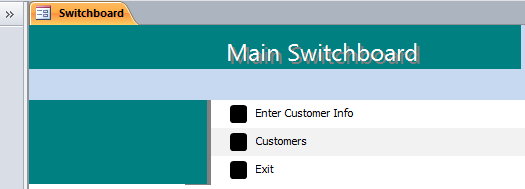 Switchboard
Main Switchboard
Enter Customer Info
Customers
Exit